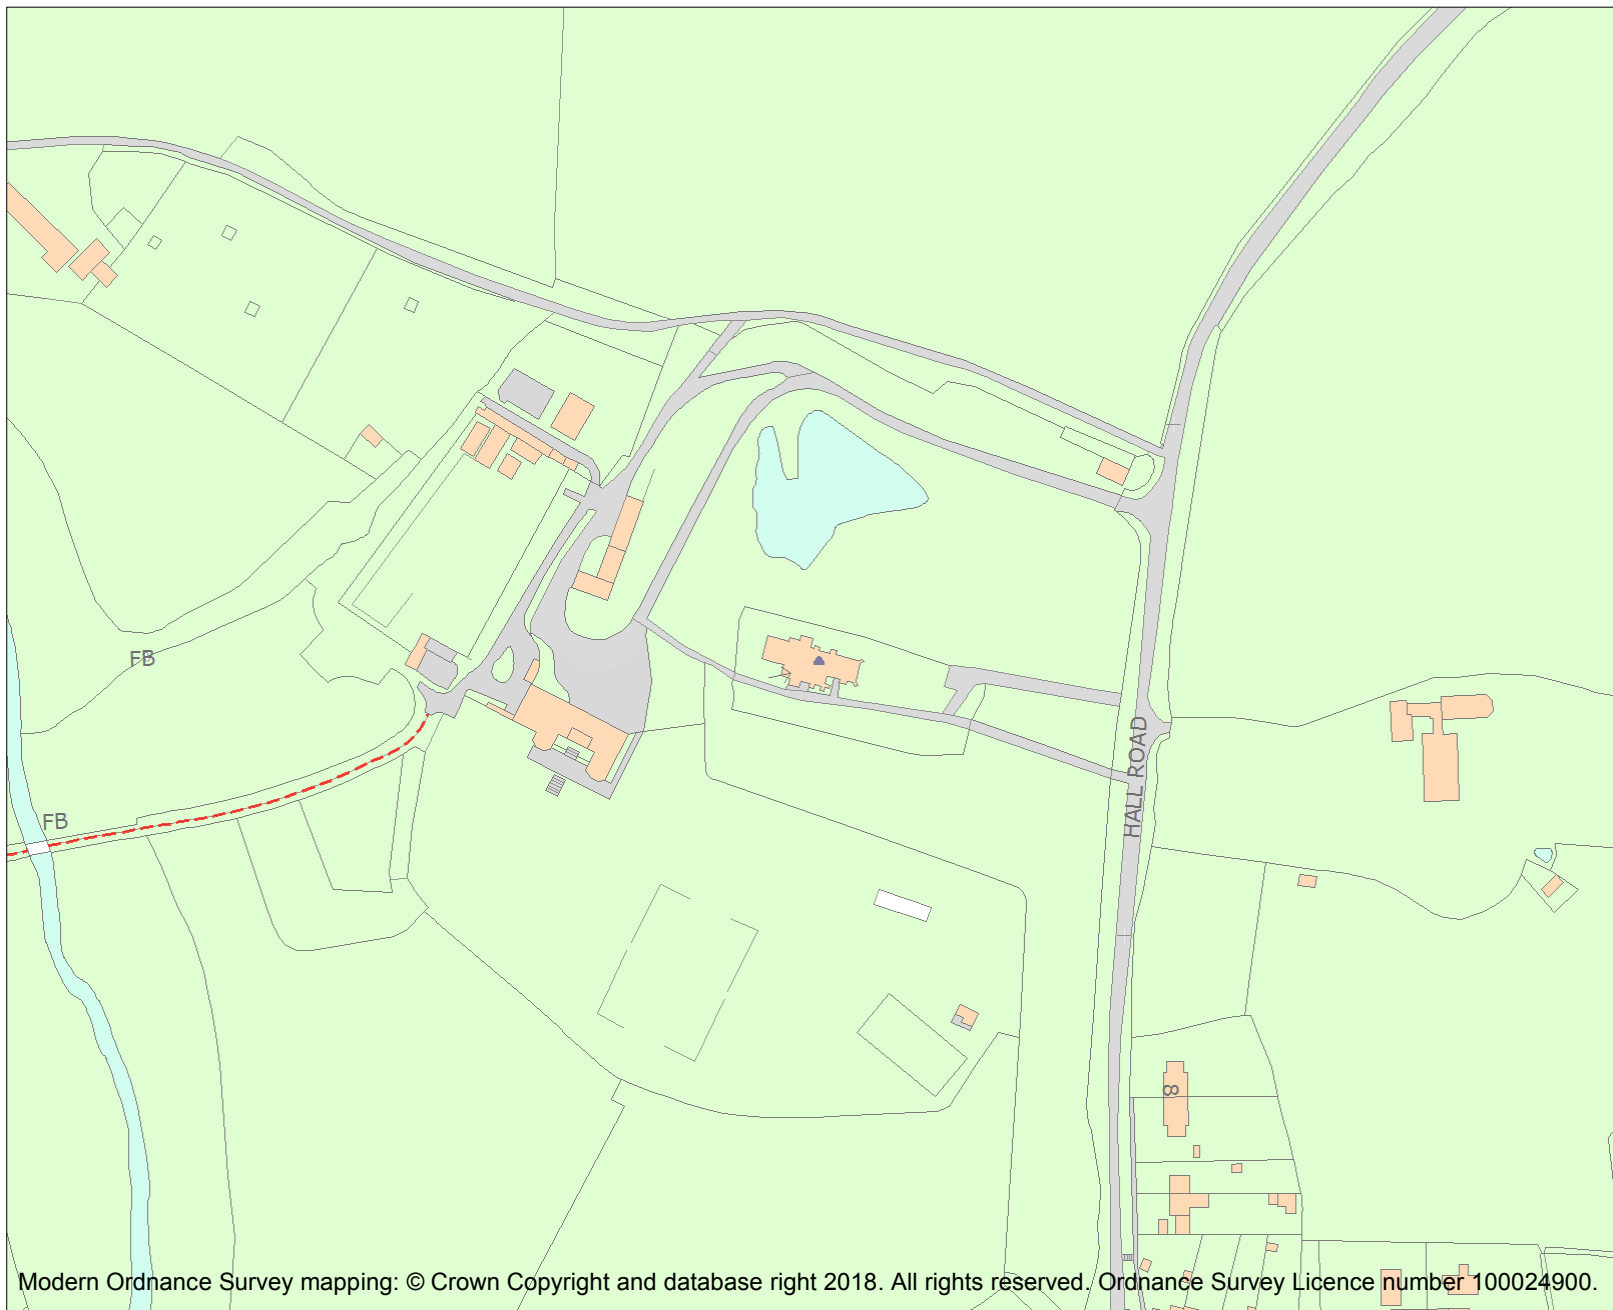 FB
HALL ROAD
FB
8
Modern Ordnance Survey mapping: © Crown Copyright and database right 2018. All rights reserved. Ordnance Survey Licence number 100024900.